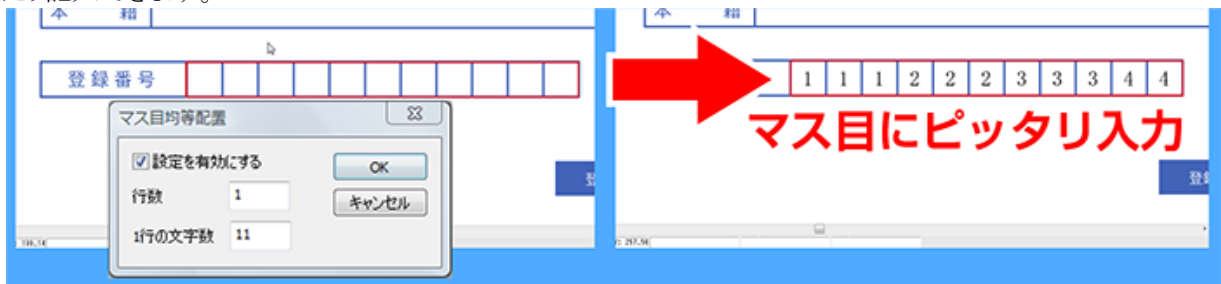 本 籍
登録番号
マス目均等配置
設定を有効にする
OK
行数
1
キャンセル
1行の文字数
11
本 籍
1 1 1 2 2 2 3 3 3 4 4
マス目にピッタリ入力